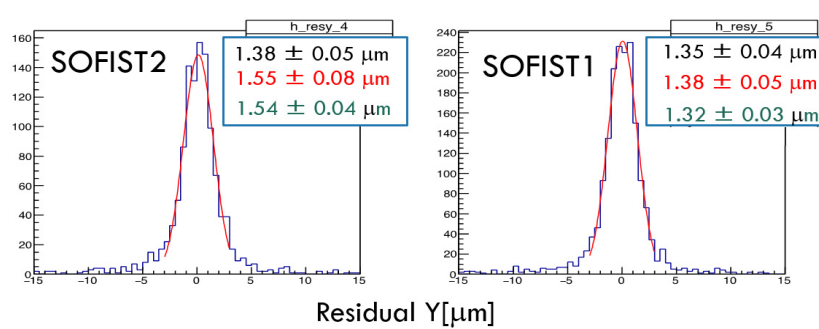 h_resy_4
SOFIST2
1.38 ± 0.05 μm
1.55 ± 0.08 μm
1.54 ± 0.04 μm
160
140
120
100
80
60
40
20
0
−15 −10 −5 0 5 10 15
h_resy_5
SOFIST1
1.35 ± 0.04 μm
1.38 ± 0.05 μm
1.32 ± 0.03 μm
240
220
200
180
160
140
120
100
80
60
40
20
0
−15 −10 −5 0 5 10 15
Residual Y[μm]